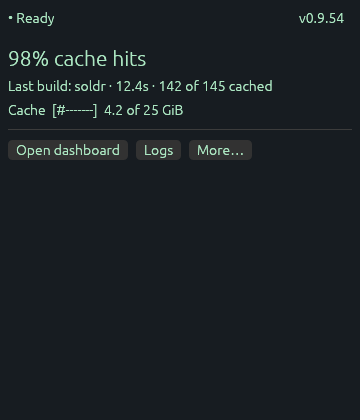 • Ready v0.9.54
98% cache hits
Last build: soldr · 12.4s · 142 of 145 cached
Cache [#-------] 4.2 of 25 GiB
Open dashboard Logs More…